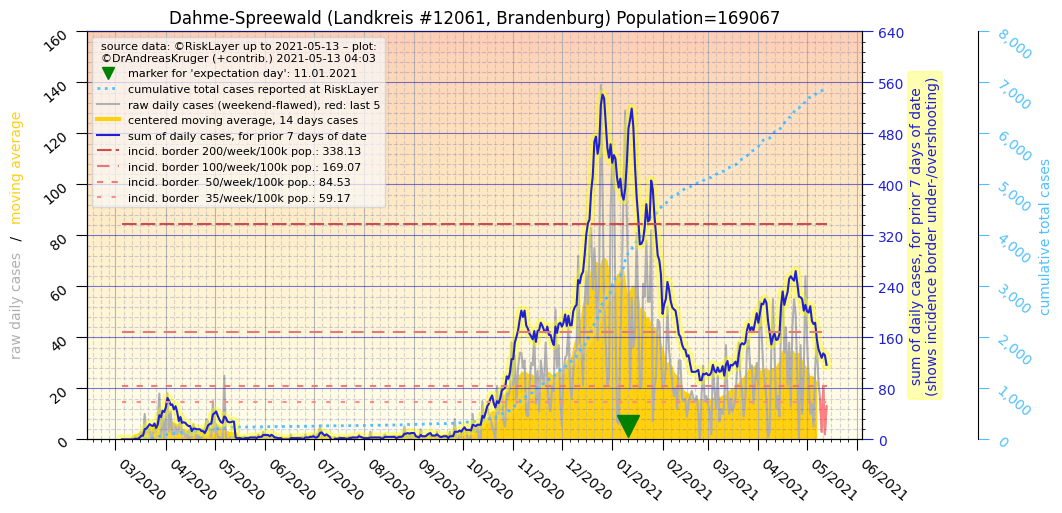 Dahme-Spreewald (Landkreis #12061, Brandenburg) Population=169067
source data: ©RiskLayer up to 2021-05-13 – plot:
©DrAndreasKruger (+contrib.) 2021-05-13 04:03
marker for 'expectation day': 11.01.2021
cumulative total cases reported at RiskLayer
raw daily cases (weekend-flawed), red: last 5
centered moving average, 14 days cases
sum of daily cases, for prior 7 days of date
incid. border 200/week/100k pop.: 338.13
incid. border 100/week/100k pop.: 169.07
incid. border  50/week/100k pop.: 84.53
incid. border  35/week/100k pop.: 59.17
raw daily cases / moving average
160
140
120
100
80
60
40
20
0
03/2020
04/2020
05/2020
06/2020
07/2020
08/2020
09/2020
10/2020
11/2020
12/2020
01/2021
02/2021
03/2021
04/2021
05/2021
06/2021
640
560
480
400
320
240
160
80
0
sum of daily cases, for prior 7 days of date
(shows incidence border under-/overshooting)
8,000
7,000
6,000
5,000
4,000
3,000
2,000
1,000
0
cumulative total cases